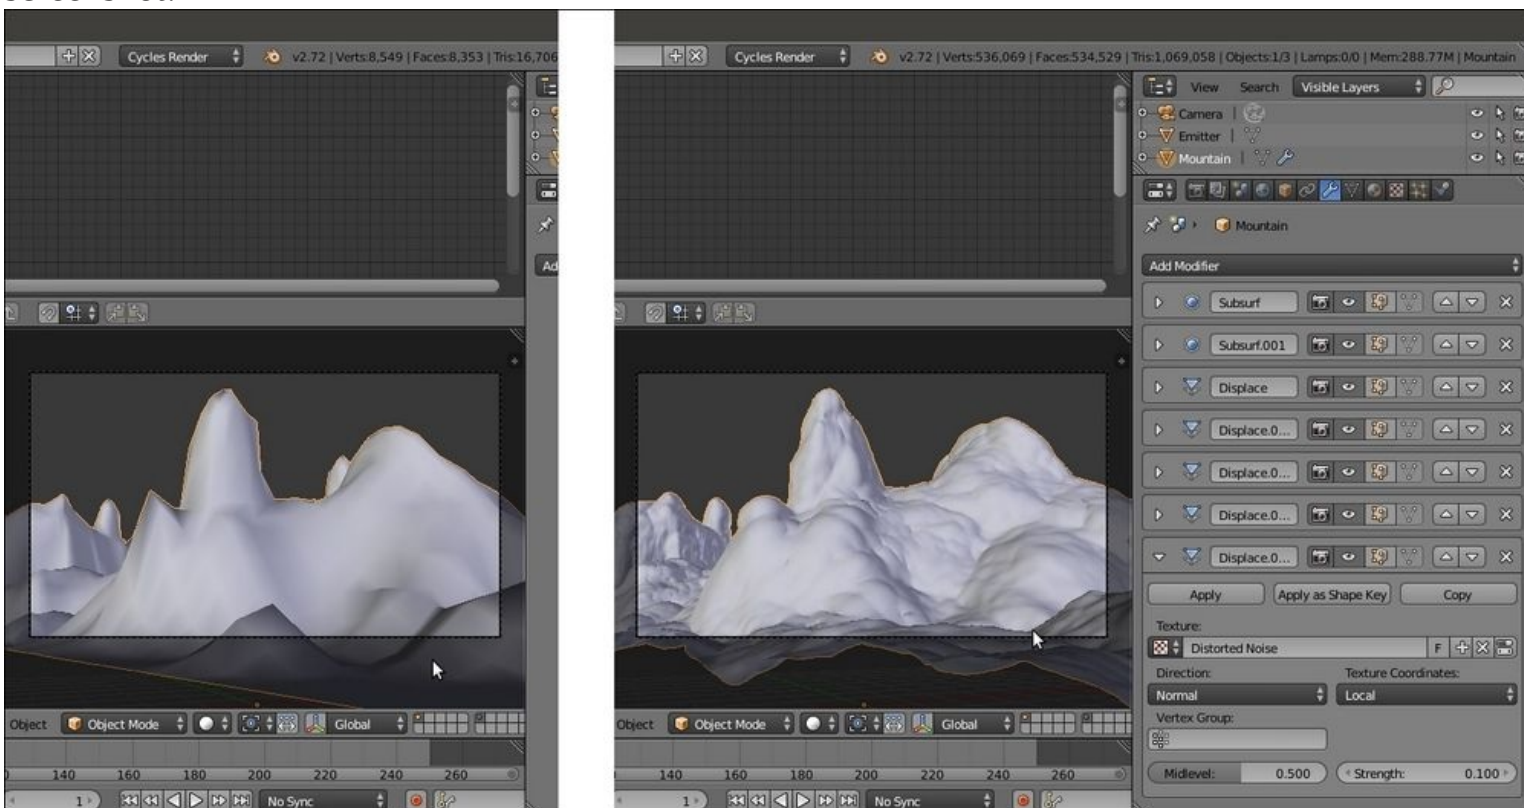 Cycles Render v2.72 | Verts:8,549 | Faces:8,353 | Tris:16,706
Object Object Mode Global
140 160 180 200 220 240 260
1 No Sync
Cycles Render v2.72 | Verts:536,069 | Faces:534,529 | Tris:1,069,058 | Objects:1/3 | Lamps:0/0 | Mem:288.77M | Mountain
View Search Visible Layers
Camera
Emitter
Mountain
Mountain
Add Modifier
Subsurf
Subsurf.001
Displace
Displace.0...
Displace.0...
Displace.0...
Displace.0...
Apply Apply as Shape Key Copy
Texture:
Distorted Noise F
Direction: Texture Coordinates:
Normal Local
Vertex Group:
Midlevel: 0.500 Strength: 0.100
Object Object Mode Global
140 160 180 200 220 240 260
1 No Sync